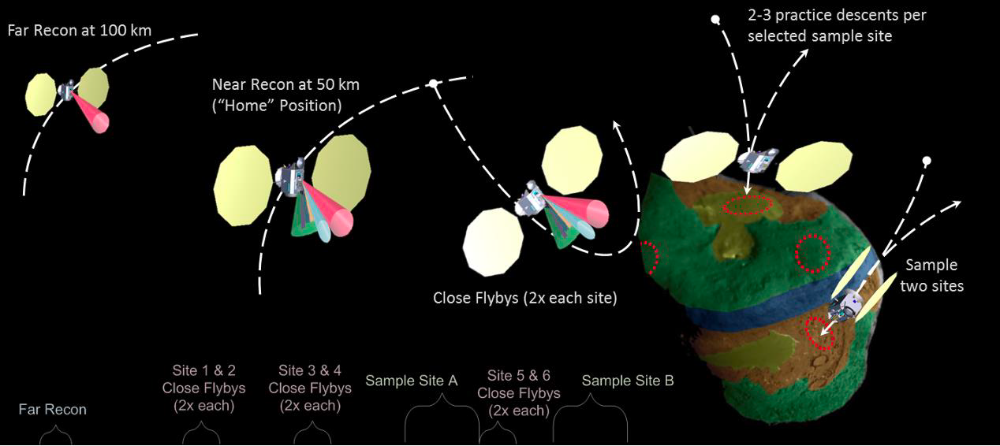 Far Recon at 100 km
Near Recon at 50 km
(“Home” Position)
2-3 practice descents per
selected sample site
Close Flybys (2x each site)
Sample
two sites
Far Recon
Site 1 & 2
Close Flybys
(2x each)
Site 3 & 4
Close Flybys
(2x each)
Sample Site A
Site 5 & 6
Close Flybys
(2x each)
Sample Site B